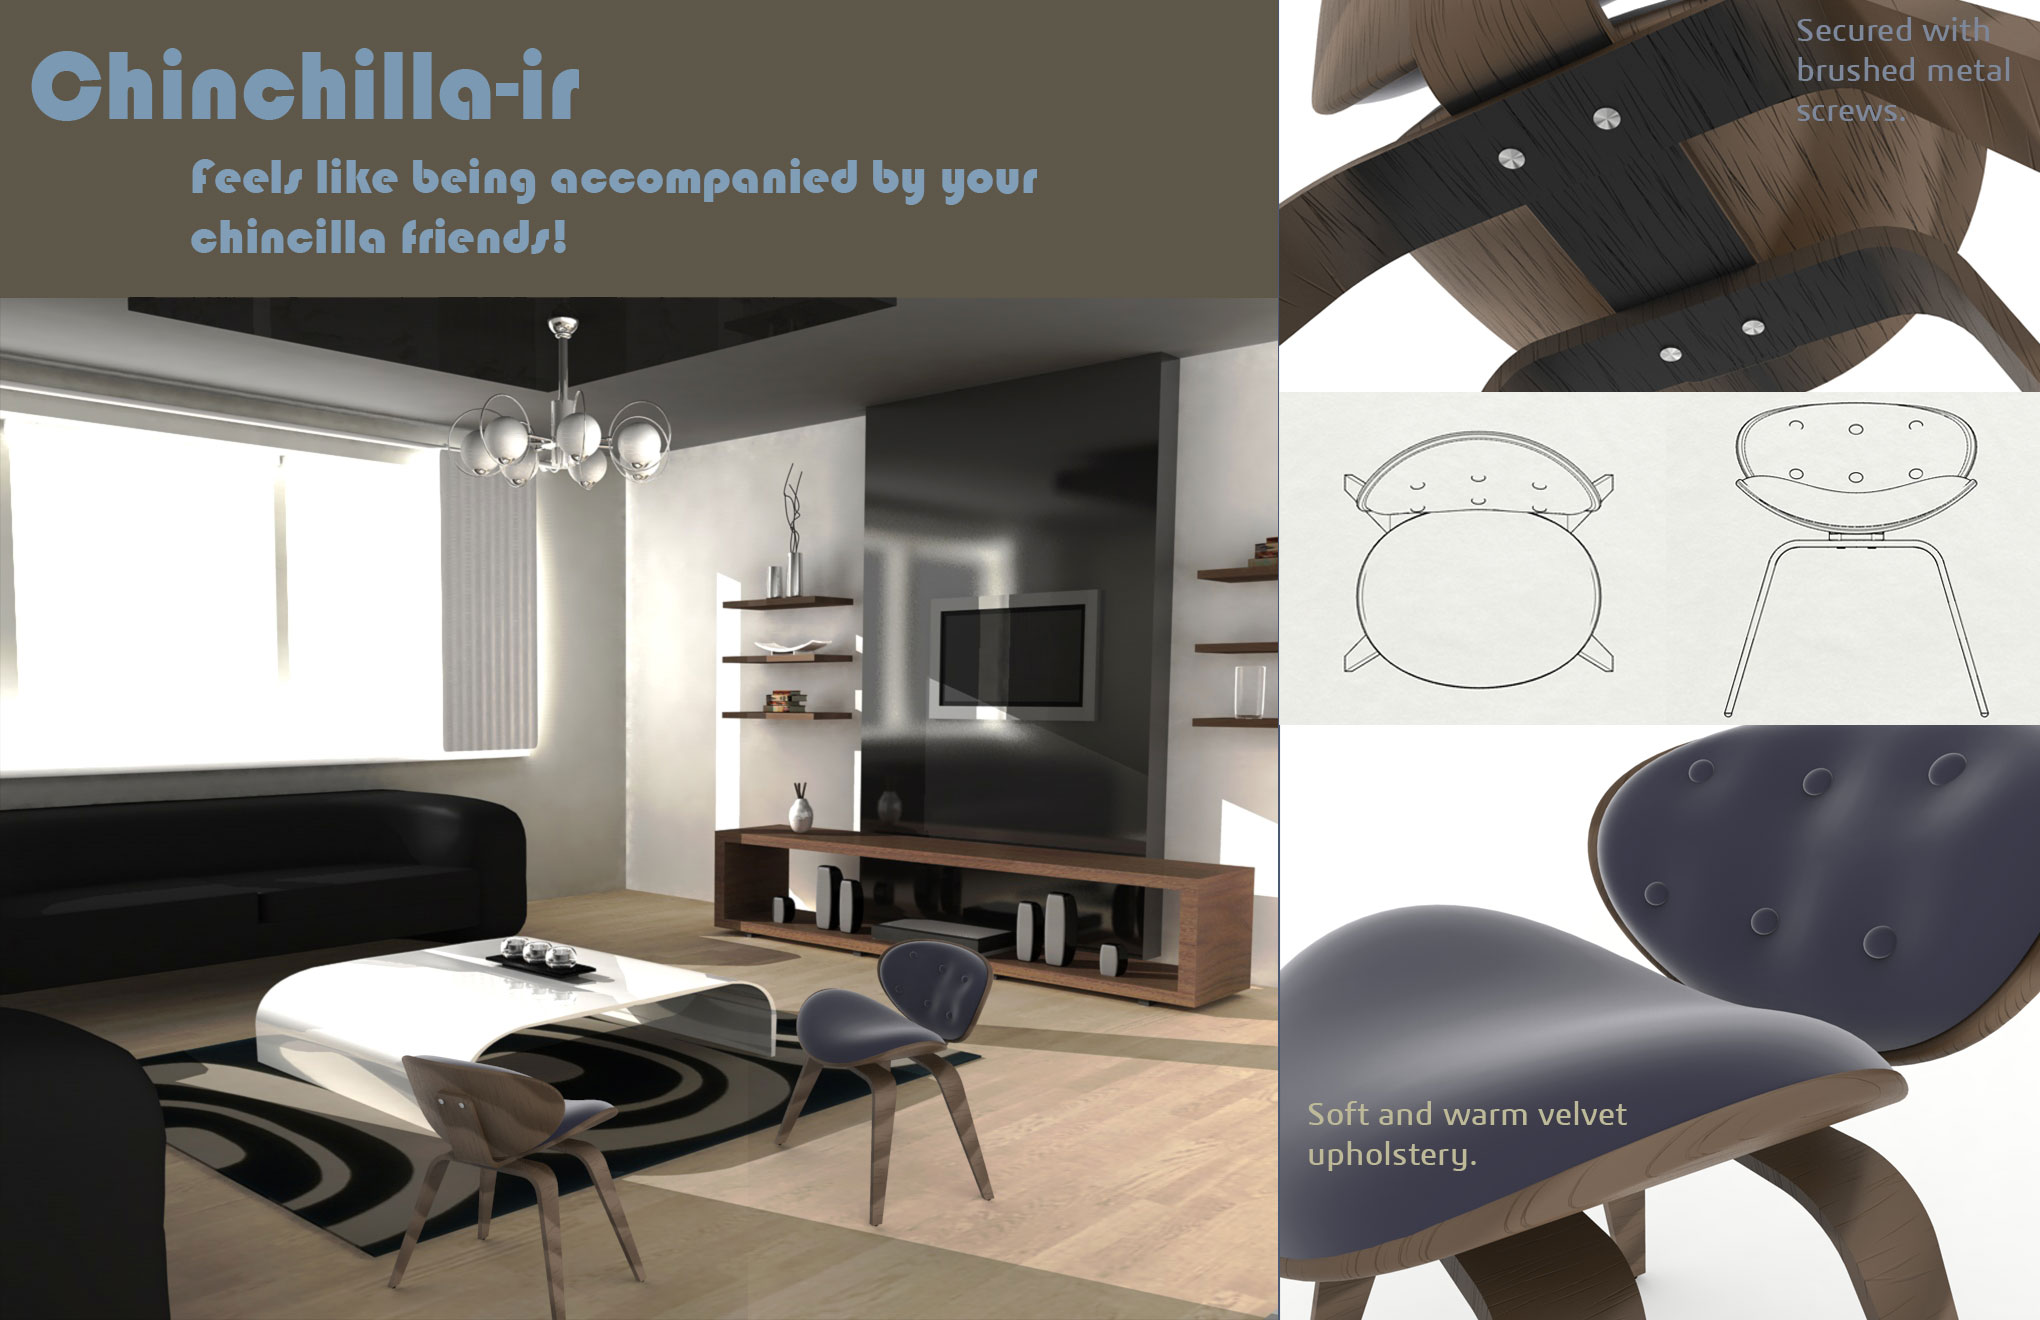 Chinchilla-ir
Feels like being accompanied by your
chincilla friends!
Secured with
brushed metal
screws.
Soft and warm velvet
upholstery.